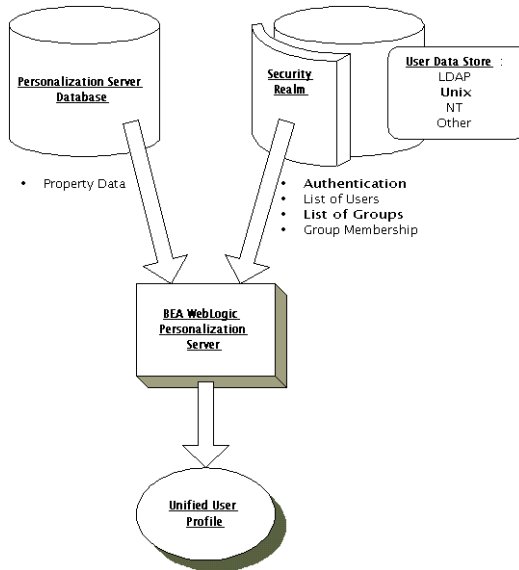 Personalization Server
Database
Security
Realm
User Data Store :
LDAP
Unix
NT
Other
• Property Data
• Authentication
• List of Users
• List of Groups
• Group Membership
BEA WebLogic
Personalization
Server
Unified User
Profile